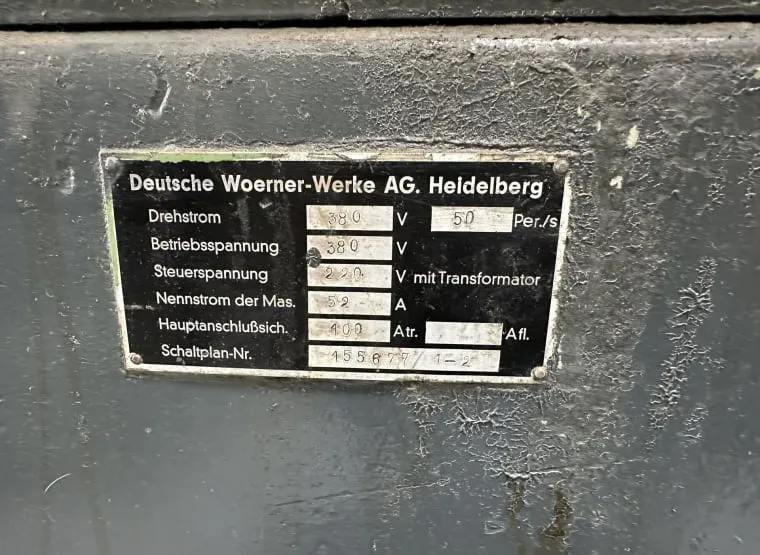 Deutsche Woerner-Werke AG. Heidelberg
Drehstrom 380 V 50 Per./s
Betriebsspannung 380 V
Steuerspannung 220 V mit Transformator
Nennstrom der Mas. 52 A
Hauptanschlußsich. 100 Atr. Afl.
Schaltplan-Nr. 155677/1-2